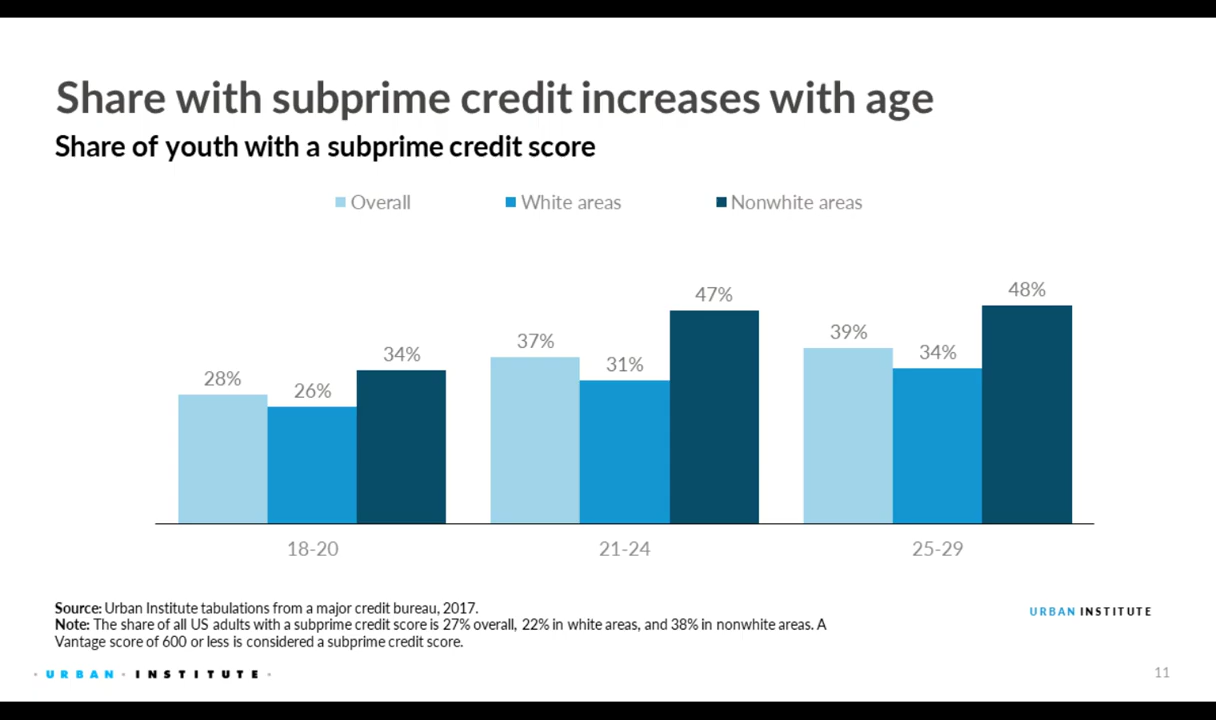 Share with subprime credit increases with age
Share of youth with a subprime credit score
Overall White areas Nonwhite areas
28% 26% 34% 37% 31% 47% 39% 34% 48%
18-20 21-24 25-29
Source: Urban Institute tabulations from a major credit bureau, 2017.
Note: The share of all US adults with a subprime credit score is 27% overall, 22% in white areas, and 38% in nonwhite areas. A
Vantage score of 600 or less is considered a subprime credit score.
URBAN INSTITUTE
· URBAN · INSTITUTE ·
11